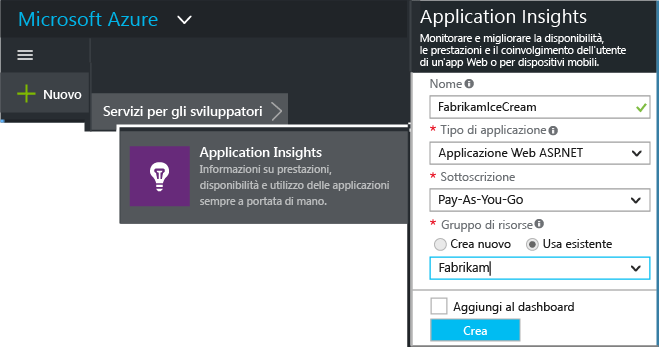 Microsoft Azure
Nuovo
Servizi per gli sviluppatori
Application Insights
Informazioni su prestazioni,
disponibilità e utilizzo delle applicazioni
sempre a portata di mano.
Application Insights
Monitorare e migliorare la disponibilità,
le prestazioni e il coinvolgimento dell'utente
di un'app Web o per dispositivi mobili.
Nome
FabrikamIceCream
* Tipo di applicazione
Applicazione Web ASP.NET
* Sottoscrizione
Pay-As-You-Go
* Gruppo di risorse
Crea nuovo Usa esistente
Fabrikam
Aggiungi al dashboard
Crea